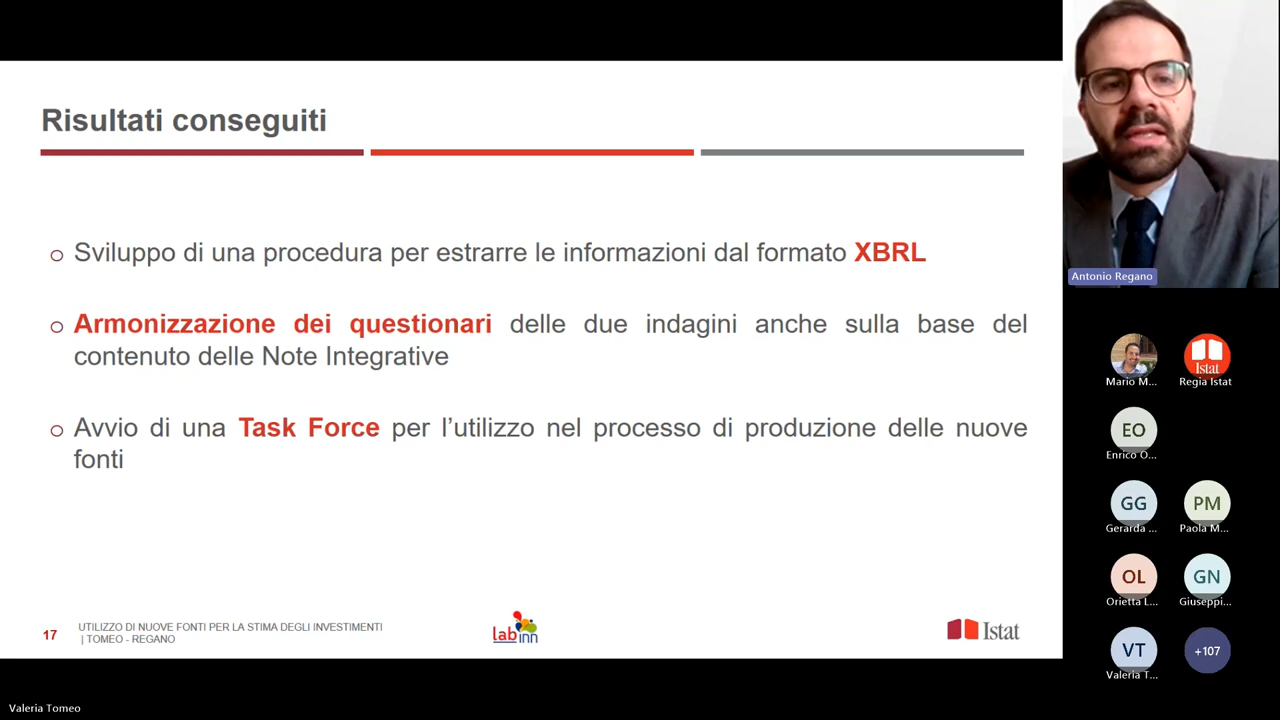 Risultati conseguiti
Sviluppo di una procedura per estrarre le informazioni dal formato XBRL
Armonizzazione dei questionari delle due indagini anche sulla base del
contenuto delle Note Integrative
Avvio di una Task Force per l’utilizzo nel processo di produzione delle nuove
fonti
17
UTILIZZO DI NUOVE FONTI PER LA STIMA DEGLI INVESTIMENTI
| TOMEO - REGANO
labinn
Istat
Valeria Tomeo
Antonio Regano
Istat
Mario M...
Regia Istat
EO
Enrico O...
GG
PM
Gerarda ...
Paola M...
OL
GN
Orietta L...
Giuseppi...
VT
+107
Valeria T...